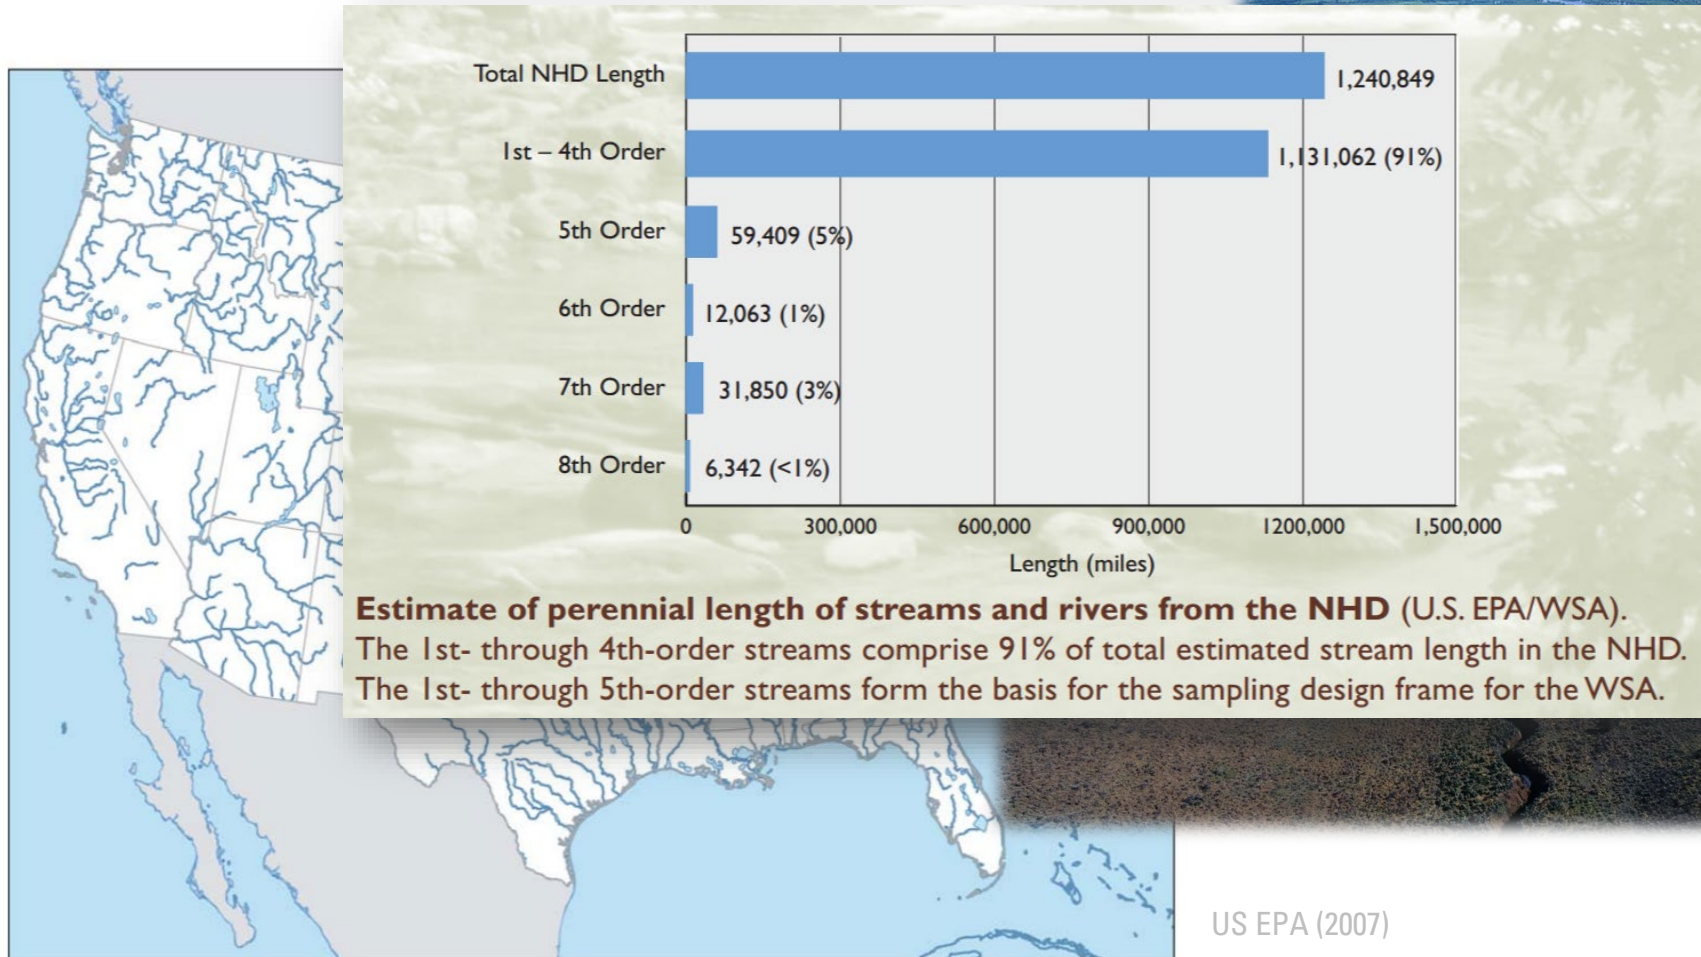 Total NHD Length 1,240,849
1st – 4th Order 1,131,062 (91%)
5th Order 59,409 (5%)
6th Order 12,063 (1%)
7th Order 31,850 (3%)
8th Order 6,342 (<1%)
0 300,000 600,000 900,000 1200,000 1,500,000
Length (miles)
Estimate of perennial length of streams and rivers from the NHD (U.S. EPA/WSA).
The 1st- through 4th-order streams comprise 91% of total estimated stream length in the NHD.
The 1st- through 5th-order streams form the basis for the sampling design frame for the WSA.
US EPA (2007)